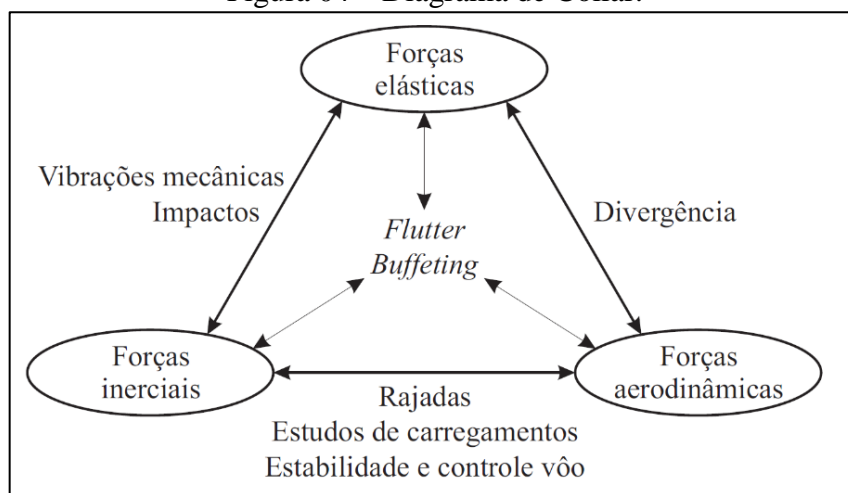 Figura 04 – Diagrama de Collar.
Forças
elásticas
Vibrações mecânicas
Impactos
Divergência
Flutter
Buffeting
Forças
inerciais
Forças
aerodinâmicas
Rajadas
Estudos de carregamentos
Estabilidade e controle vôo